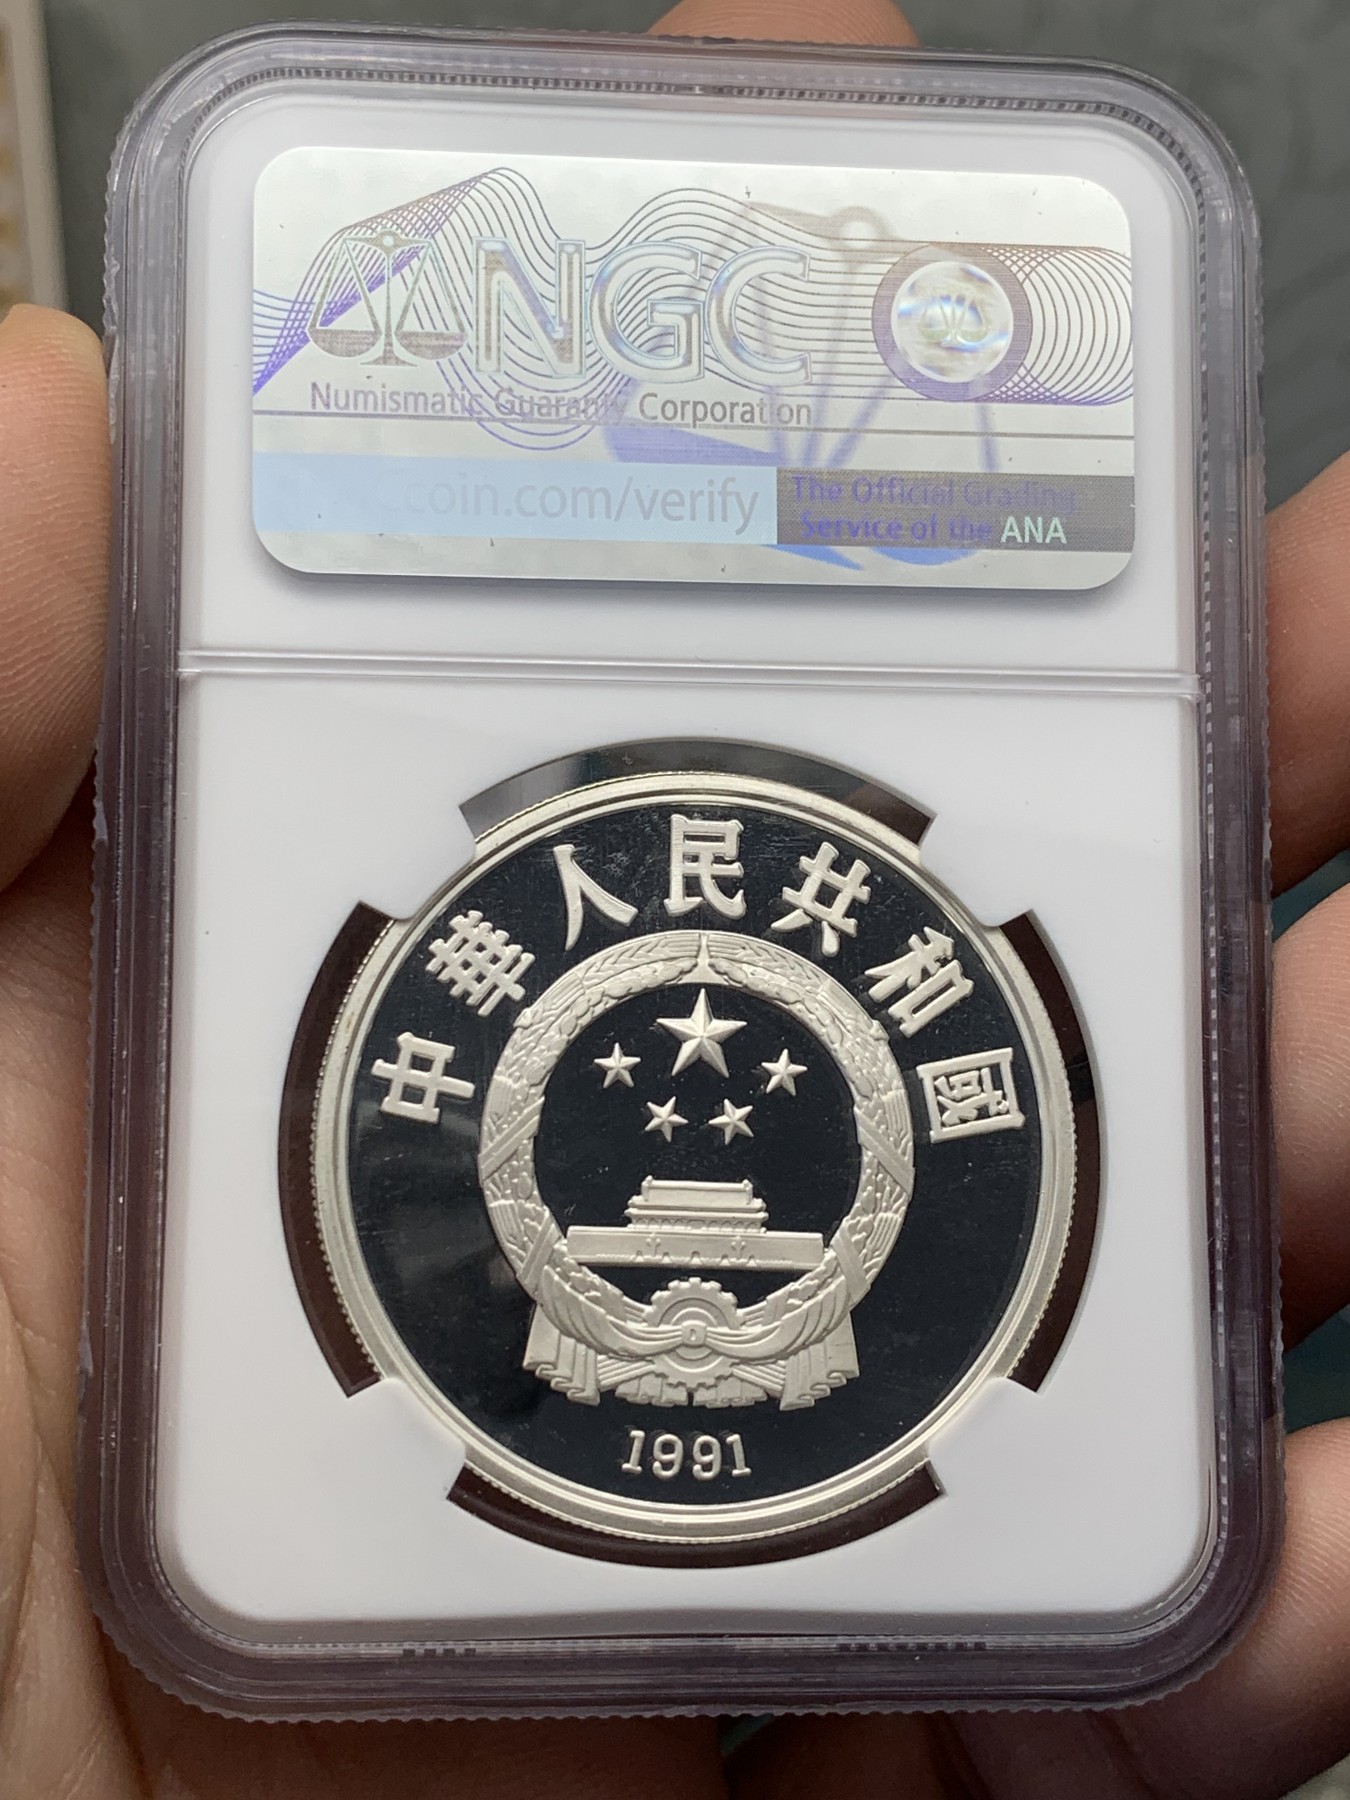 NGC
Numismatic Guaranty Corporation
coin.com/verify
The Official Grading
Service of the ANA
中華人民共和國
1991